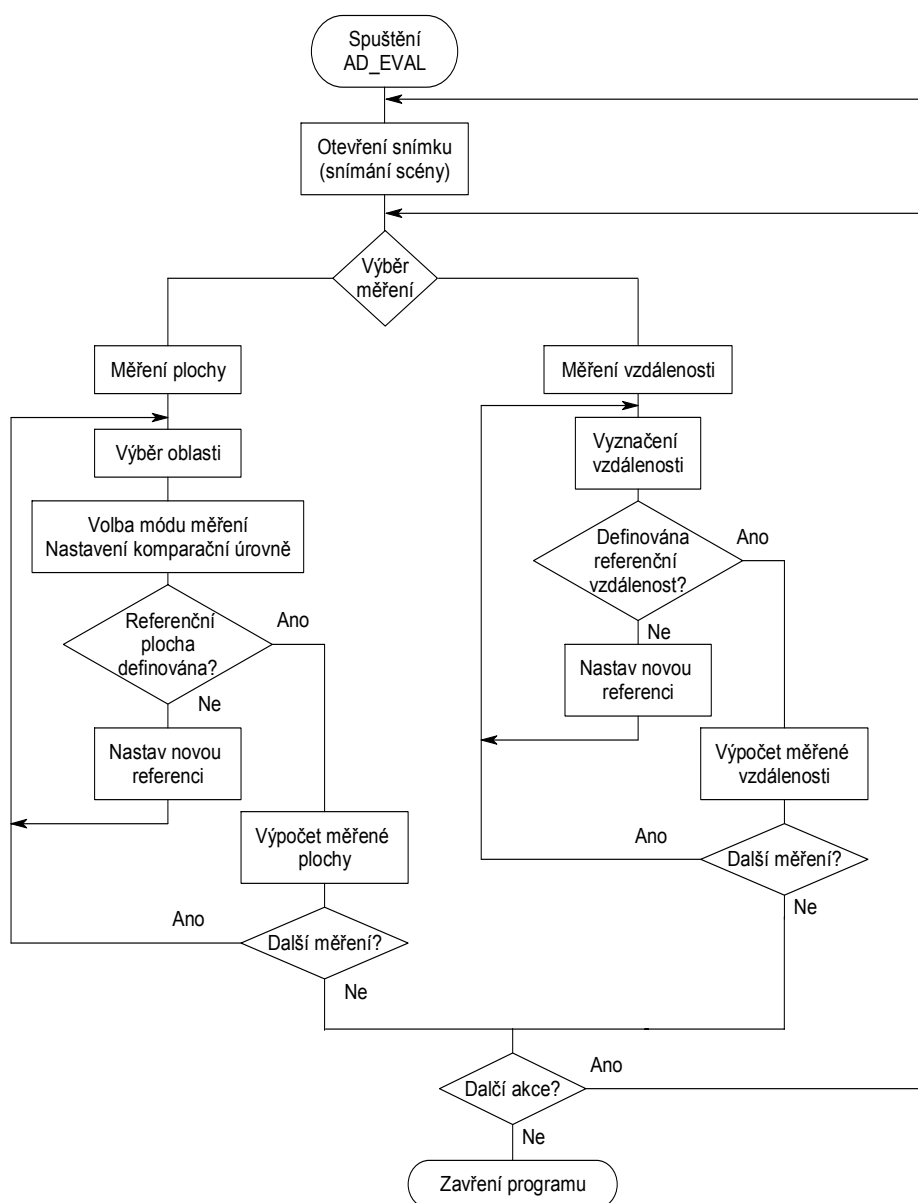 Spuštění
AD_EVAL
Otevření snímku
(snímání scény)
Výběr
měření
Měření plochy
Výběr oblasti
Volba módu měření
Nastavení komparační úrovně
Referenční
plocha
definována?
Ano
Ne
Nastav novou
referenci
Výpočet měřené
plochy
Ano
Další měření?
Ne
Měření vzdálenosti
Vyznačení
vzdálenosti
Definována
referenční
vzdálenost?
Ano
Ne
Nastav novou
referenci
Výpočet měřené
vzdálenosti
Ano
Další měření?
Ne
Dalčí akce?
Ano
Ne
Zavření programu